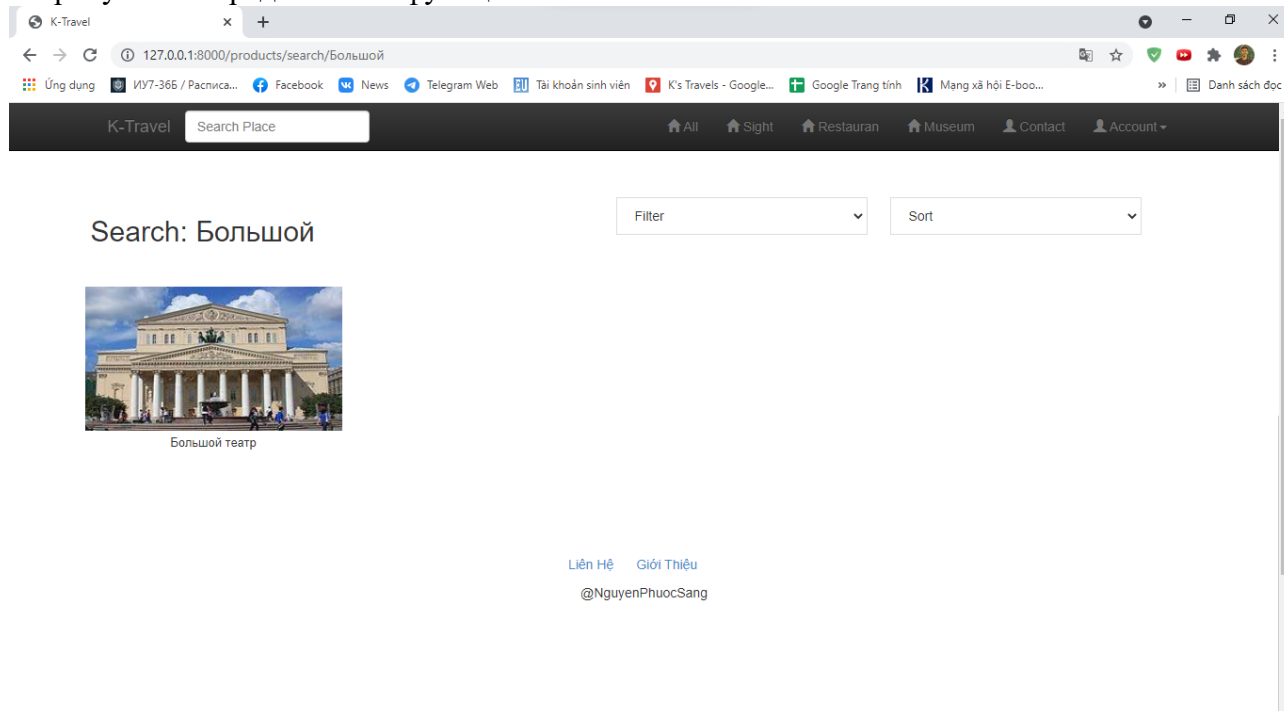 K-Travel
127.0.0.1:8000/products/search/Большой
Ứng dụng ИУ7-36Б / Расписа... Facebook News Telegram Web Tài khoản sinh viên K's Travels - Google... Google Trang tính Mạng xã hội E-boo... » Danh sách đọc
K-Travel Search Place All Sight Restauran Museum Contact Account
Filter Sort
Search: Большой
Большой театр
Liên Hệ Giới Thiệu
@NguyenPhuocSang